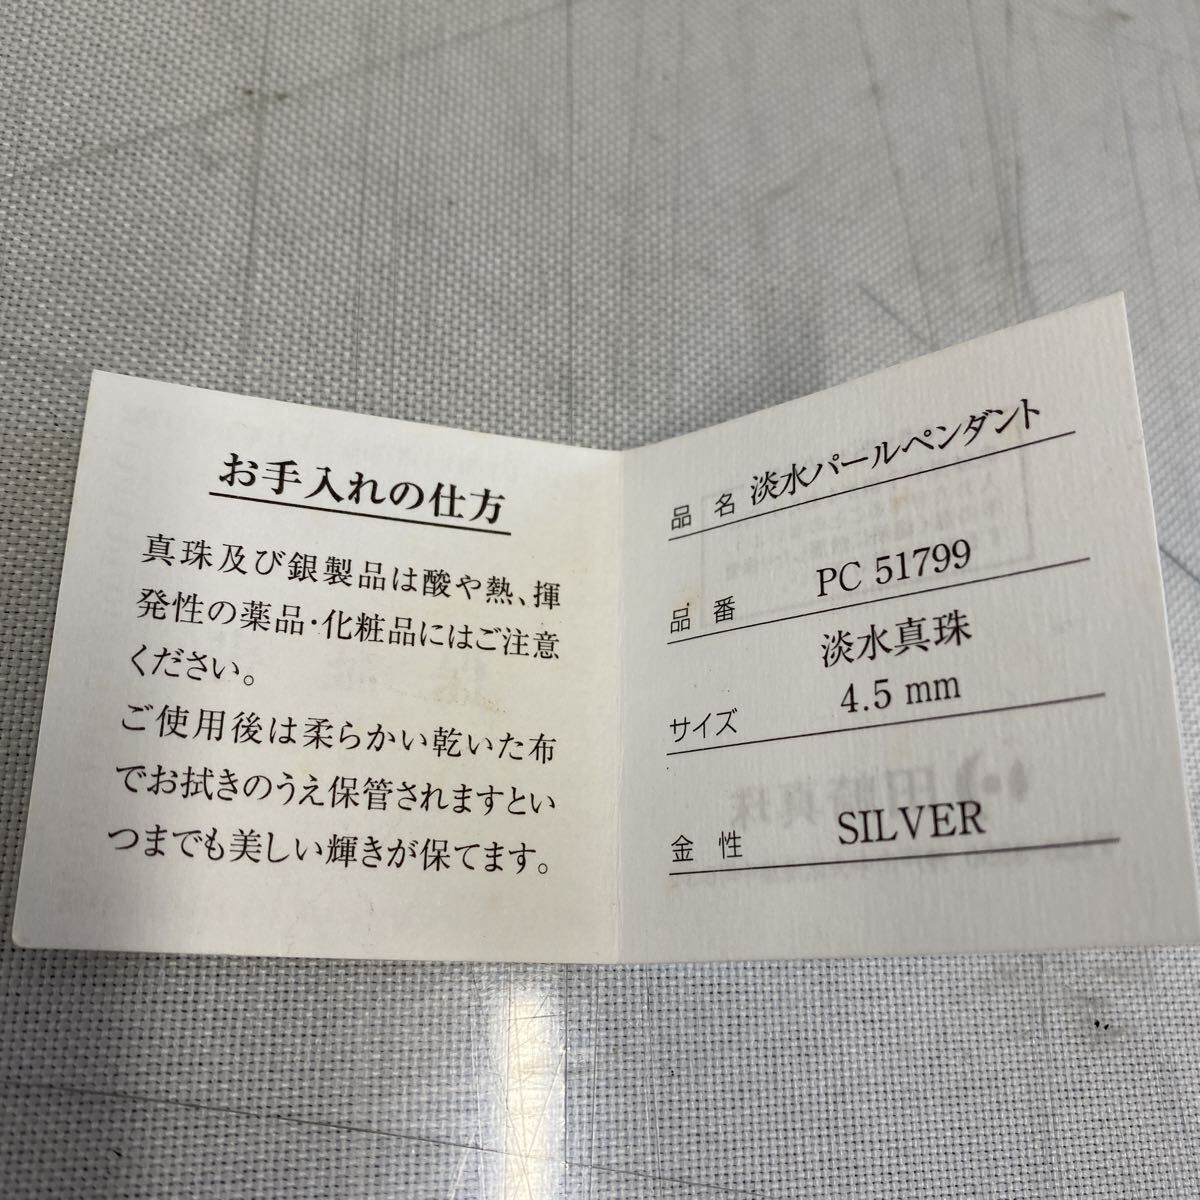 お手入れの仕方
真珠及び銀製品は酸や熱、揮
発性の薬品・化粧品にはご注意
ください。
ご使用後は柔らかい乾いた布
でお拭きのうえ保管されますとい
つまでも美しい輝きが保てます。
品名 淡水パールペンダント
品番 PC 51799
淡水真珠
サイズ 4.5 mm
金性 SILVER
田崎真珠